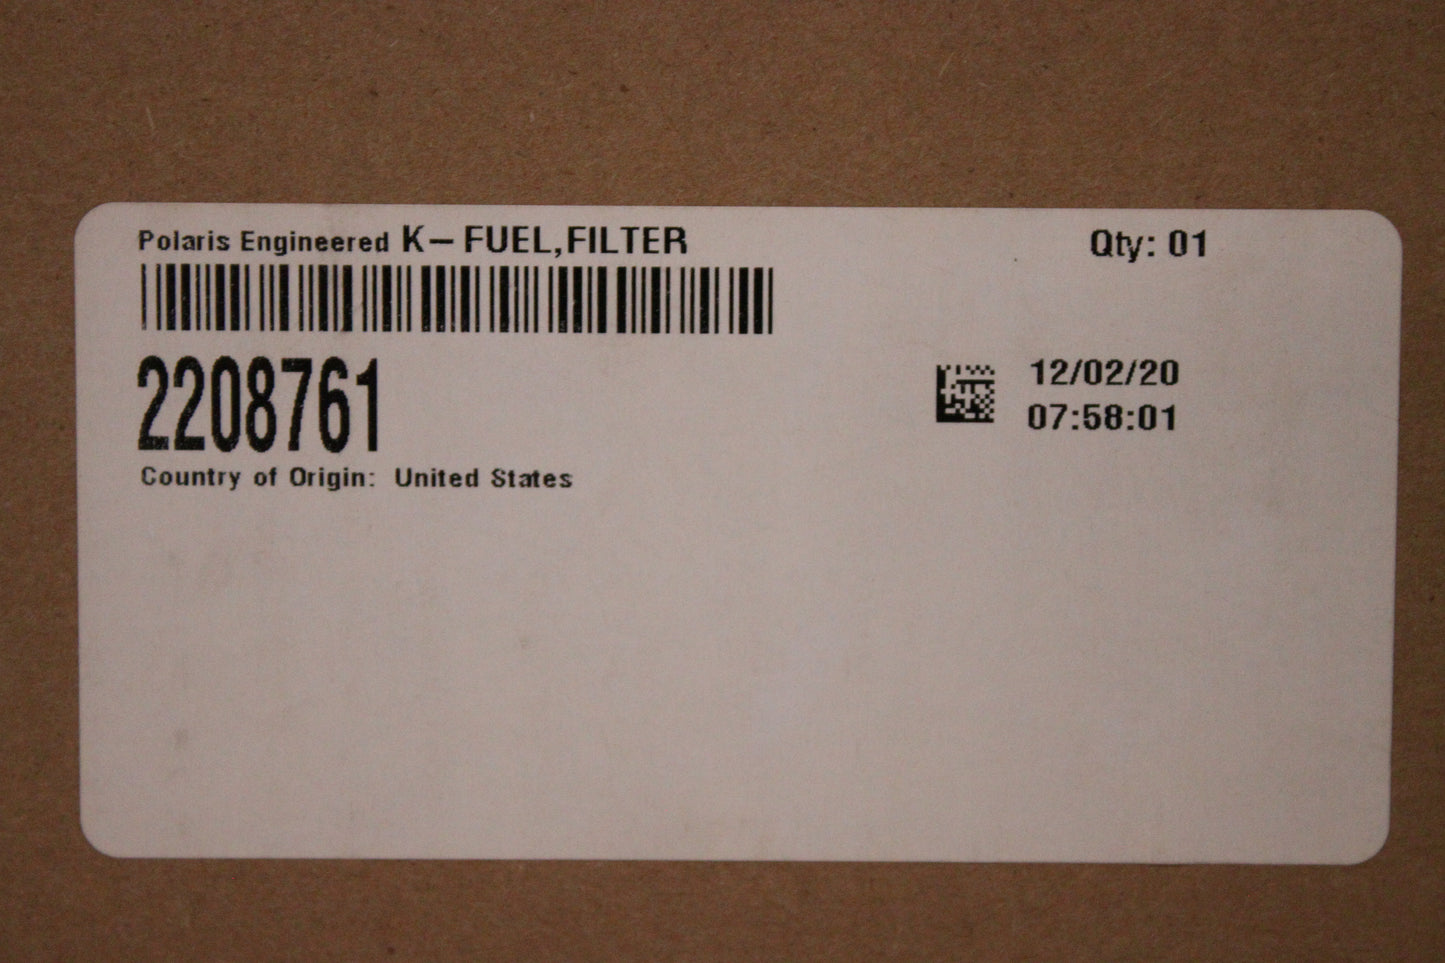 Polaris Engineered K-FUEL,FILTER
Qty: 01
2208761
12/02/20
07:58:01
Country of Origin: United States